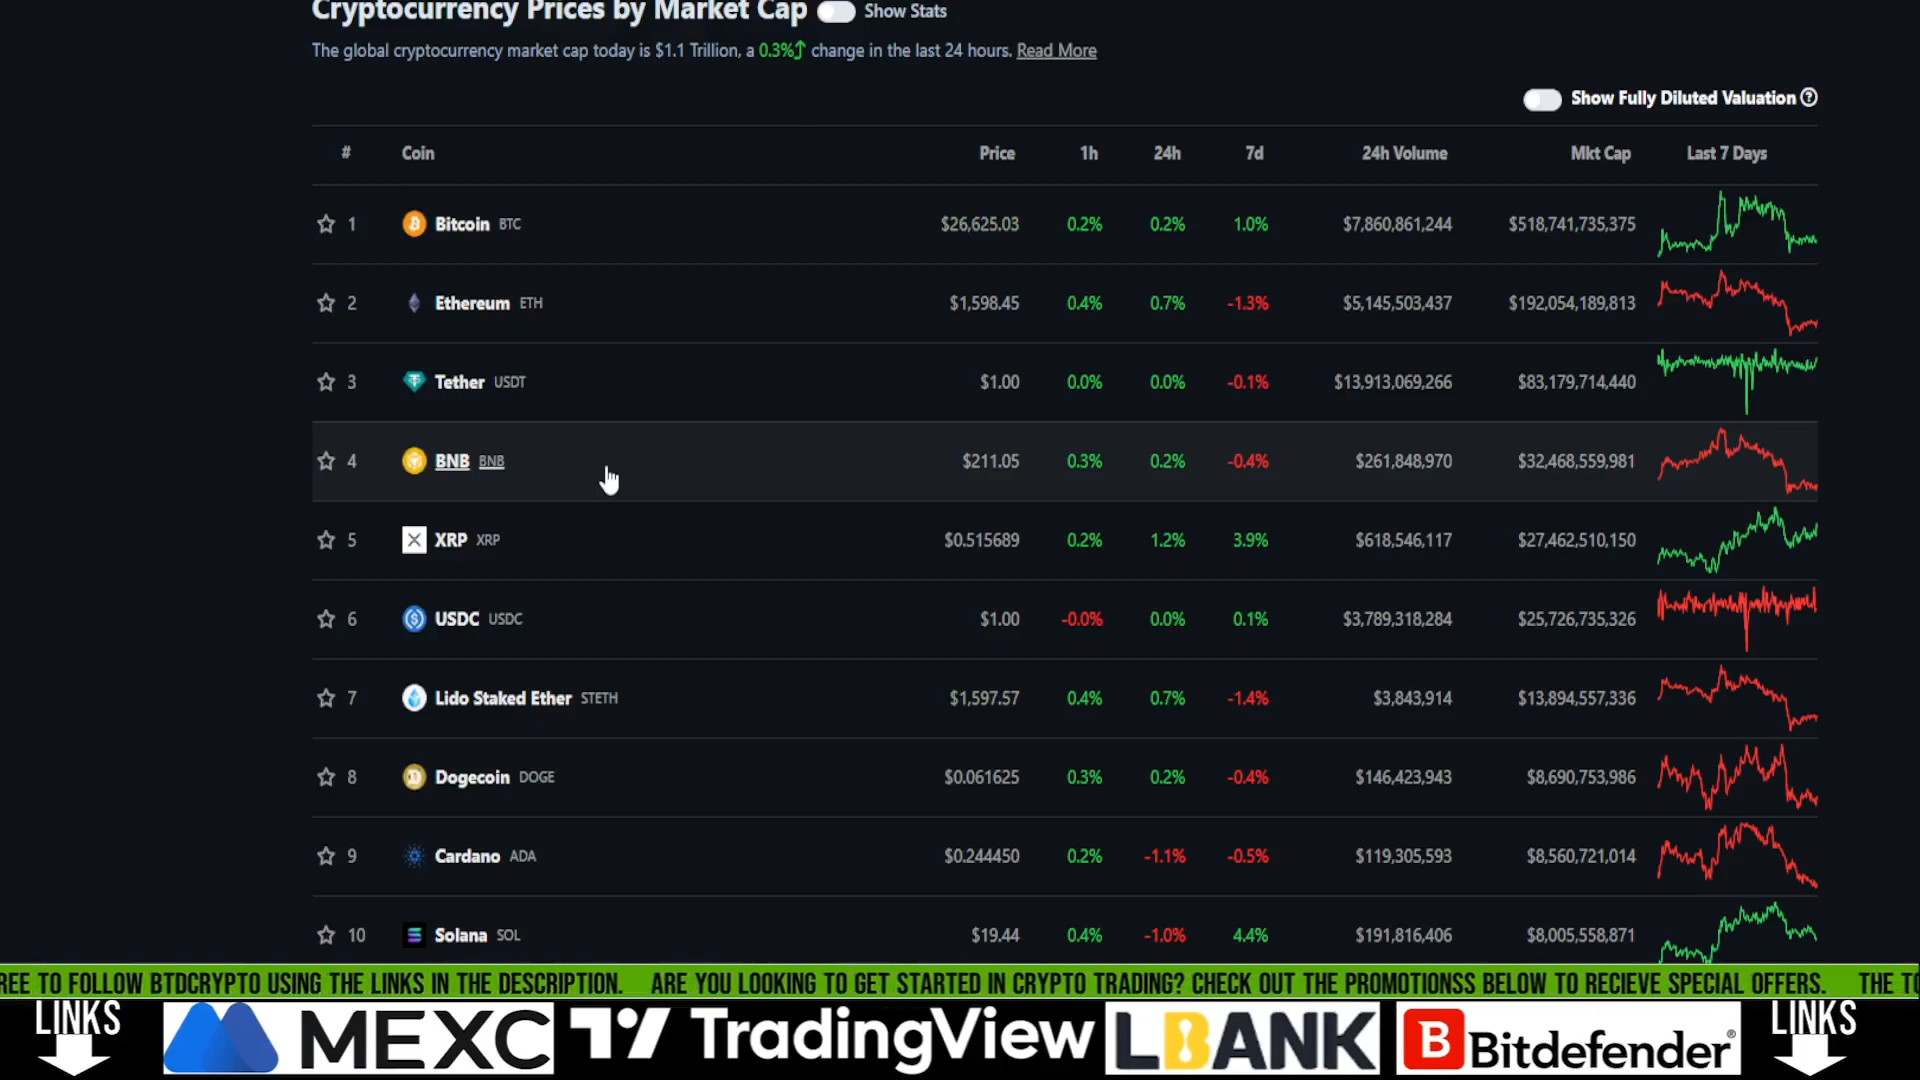 Cryptocurrency Prices by Market Cap Show Stats
The global cryptocurrency market cap today is $1.1 Trillion, a 0.3% change in the last 24 hours. Read More
Show Fully Diluted Valuation
# Coin Price 1h 24h 7d 24h Volume Mkt Cap Last 7 Days
1 Bitcoin BTC $26,625.03 0.2% 0.2% 1.0% $7,860,861,244 $518,741,735,375
2 Ethereum ETH $1,598.45 0.4% 0.7% -1.3% $5,145,503,437 $192,054,189,813
3 Tether USDT $1.00 0.0% 0.0% -0.1% $13,913,069,266 $83,179,714,440
4 BNB BNB $211.05 0.3% 0.2% -0.4% $261,848,970 $32,468,559,981
5 XRP XRP $0.515689 0.2% 1.2% 3.9% $618,546,117 $27,462,510,150
6 USDC USDC $1.00 -0.0% 0.0% 0.1% $3,789,318,284 $25,726,735,326
7 Lido Staked Ether STETH $1,597.57 0.4% 0.7% -1.4% $3,843,914 $13,894,557,336
8 Dogecoin DOGE $0.061625 0.3% 0.2% -0.4% $146,423,943 $8,690,753,986
9 Cardano ADA $0.244450 0.2% -1.1% -0.5% $119,305,593 $8,560,721,014
10 Solana SOL $19.44 0.4% -1.0% 4.4% $191,816,406 $8,005,558,871
REE TO FOLLOW BTDCRYPTO USING THE LINKS IN THE DESCRIPTION. ARE YOU LOOKING TO GET STARTED IN CRYPTO TRADING? CHECK OUT THE PROMOTIONSS BELOW TO RECIEVE SPECIAL OFFERS. THE
LINKS MEXC TradingView LBANK B Bitdefender® LINKS